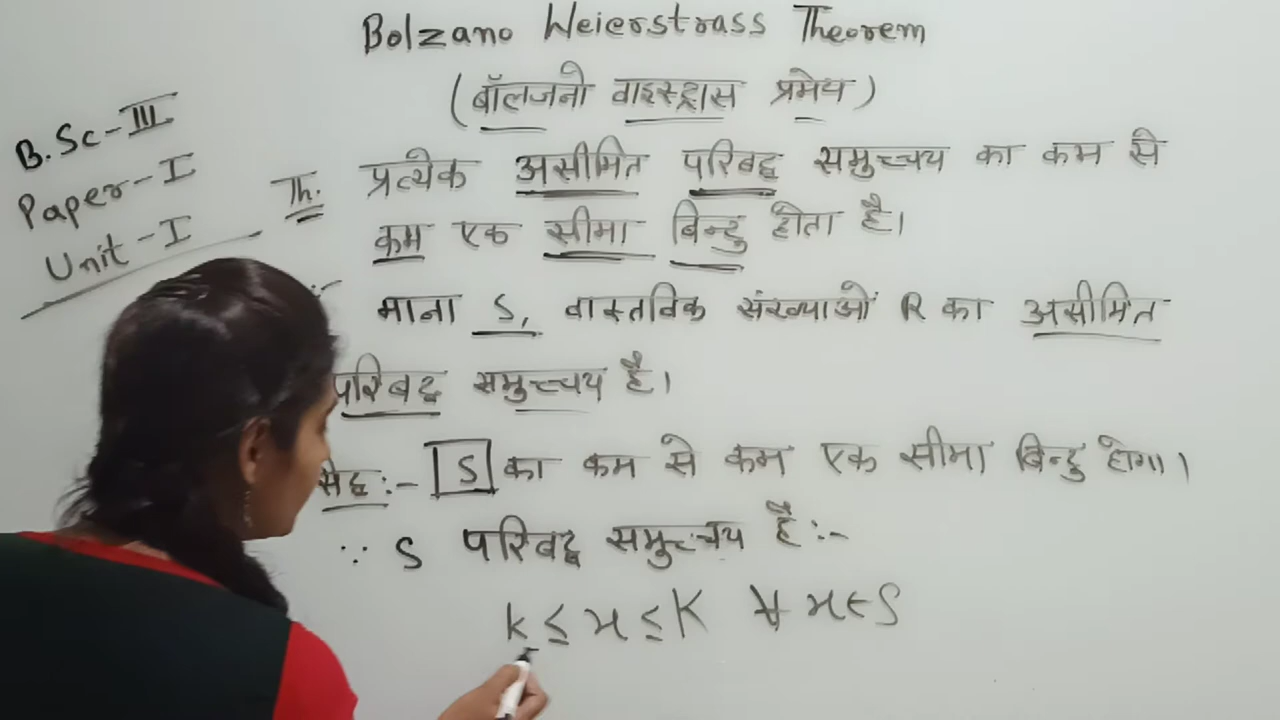 Bolzano Weierstrass Theorem
(बॉलजनो वाइस्ट्रास प्रमेय)
B.Sc-III
Paper-I
Unit-I
Th. प्रत्येक असीमित परिबद्ध समुच्चय का कम से
कम एक सीमा बिन्दु होता है।
माना S, वास्तविक संख्याओं R का असीमित
परिबद्ध समुच्चय है।
:- S का कम से कम एक सीमा बिन्दु होगा।
∵ S परिबद्ध समुच्चय है:-
k ≤ x ≤ K ∀ x ∈ S